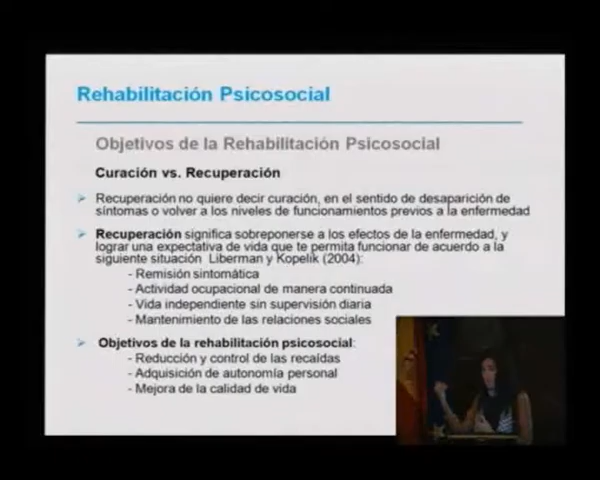 Rehabilitación Psicosocial
Objetivos de la Rehabilitación Psicosocial
Curación vs. Recuperación
Recuperación no quiere decir curación, en el sentido de desaparición de
síntomas o volver a los niveles de funcionamientos previos a la enfermedad
Recuperación significa sobreponerse a los efectos de la enfermedad, y
lograr una expectativa de vida que te permita funcionar de acuerdo a la
siguiente situación Liberman y Kopelik (2004):
- Remisión sintomática
- Actividad ocupacional de manera continuada
- Vida independiente sin supervisión diaria
- Mantenimiento de las relaciones sociales
Objetivos de la rehabilitación psicosocial:
- Reducción y control de las recaídas
- Adquisición de autonomía personal
- Mejora de la calidad de vida